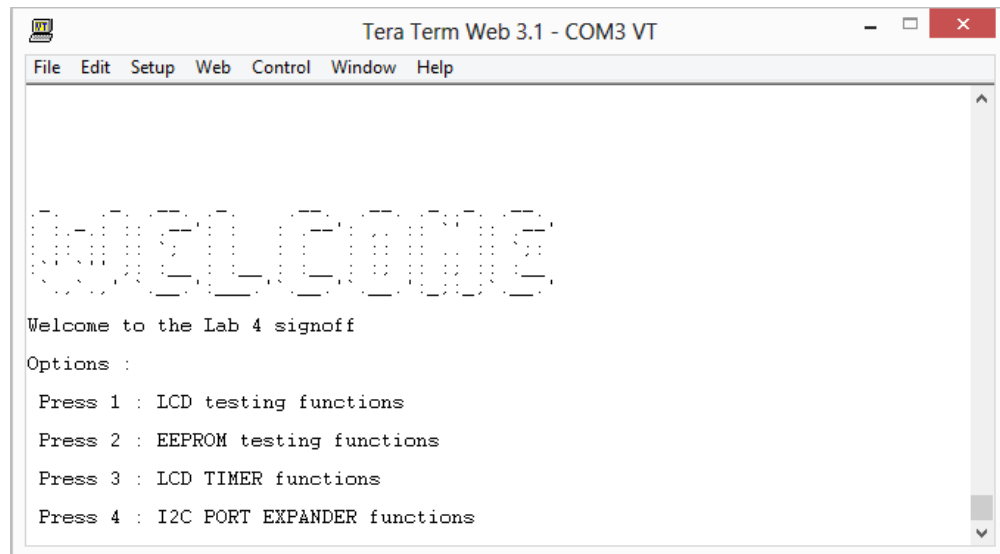 Tera Term Web 3.1 - COM3 VT
File Edit Setup Web Control Window Help
WELCOME
Welcome to the Lab 4 signoff
Options :
Press 1 : LCD testing functions
Press 2 : EEPROM testing functions
Press 3 : LCD TIMER functions
Press 4 : I2C PORT EXPANDER functions